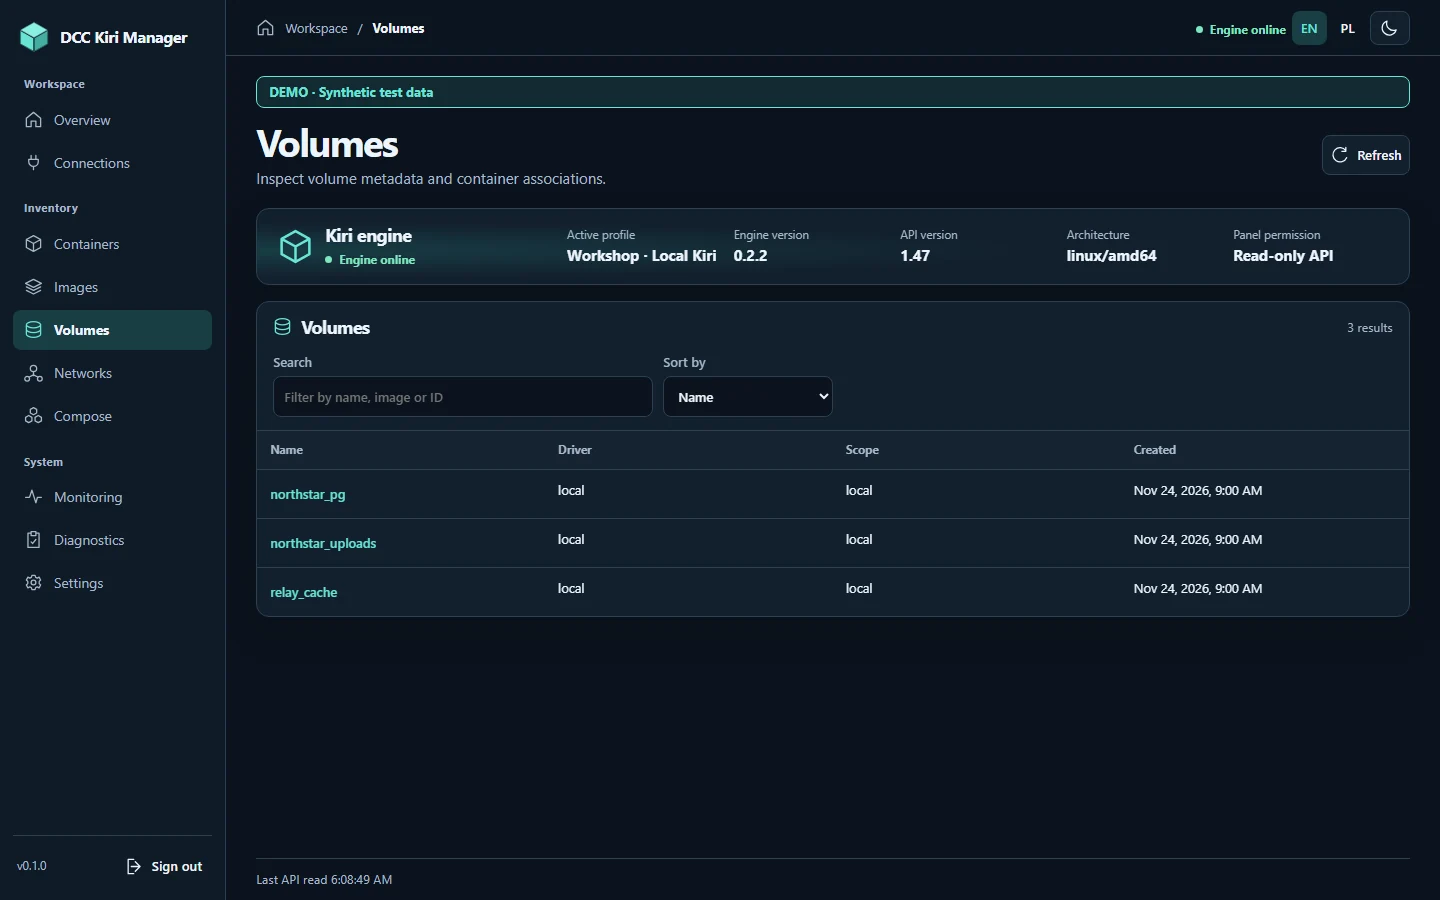 DCC Kiri Manager
Workspace
Overview
Connections
Inventory
Containers
Images
Volumes
Networks
Compose
System
Monitoring
Diagnostics
Settings
v0.1.0
Sign out
Workspace / Volumes
Engine online
EN
PL
DEMO · Synthetic test data
Volumes
Inspect volume metadata and container associations.
Refresh
Kiri engine
Engine online
Active profile
Workshop · Local Kiri
Engine version
0.2.2
API version
1.47
Architecture
linux/amd64
Panel permission
Read-only API
Volumes
3 results
Search
Filter by name, image or ID
Sort by
Name
Name Driver Scope Created
northstar_pg local local Nov 24, 2026, 9:00 AM
northstar_uploads local local Nov 24, 2026, 9:00 AM
relay_cache local local Nov 24, 2026, 9:00 AM
Last API read 6:08:49 AM